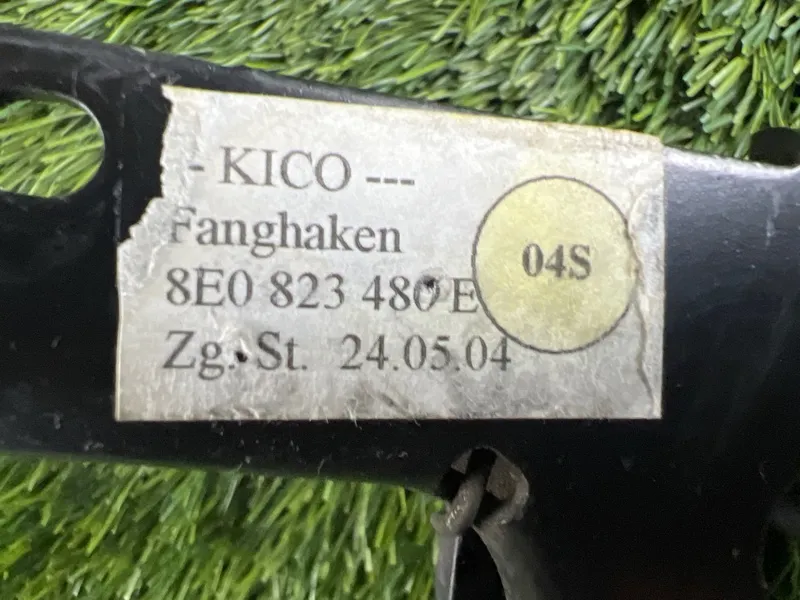 - KICO ---
Fanghaken
8E0 823 480 E
04S
Zg. St. 24.05.04